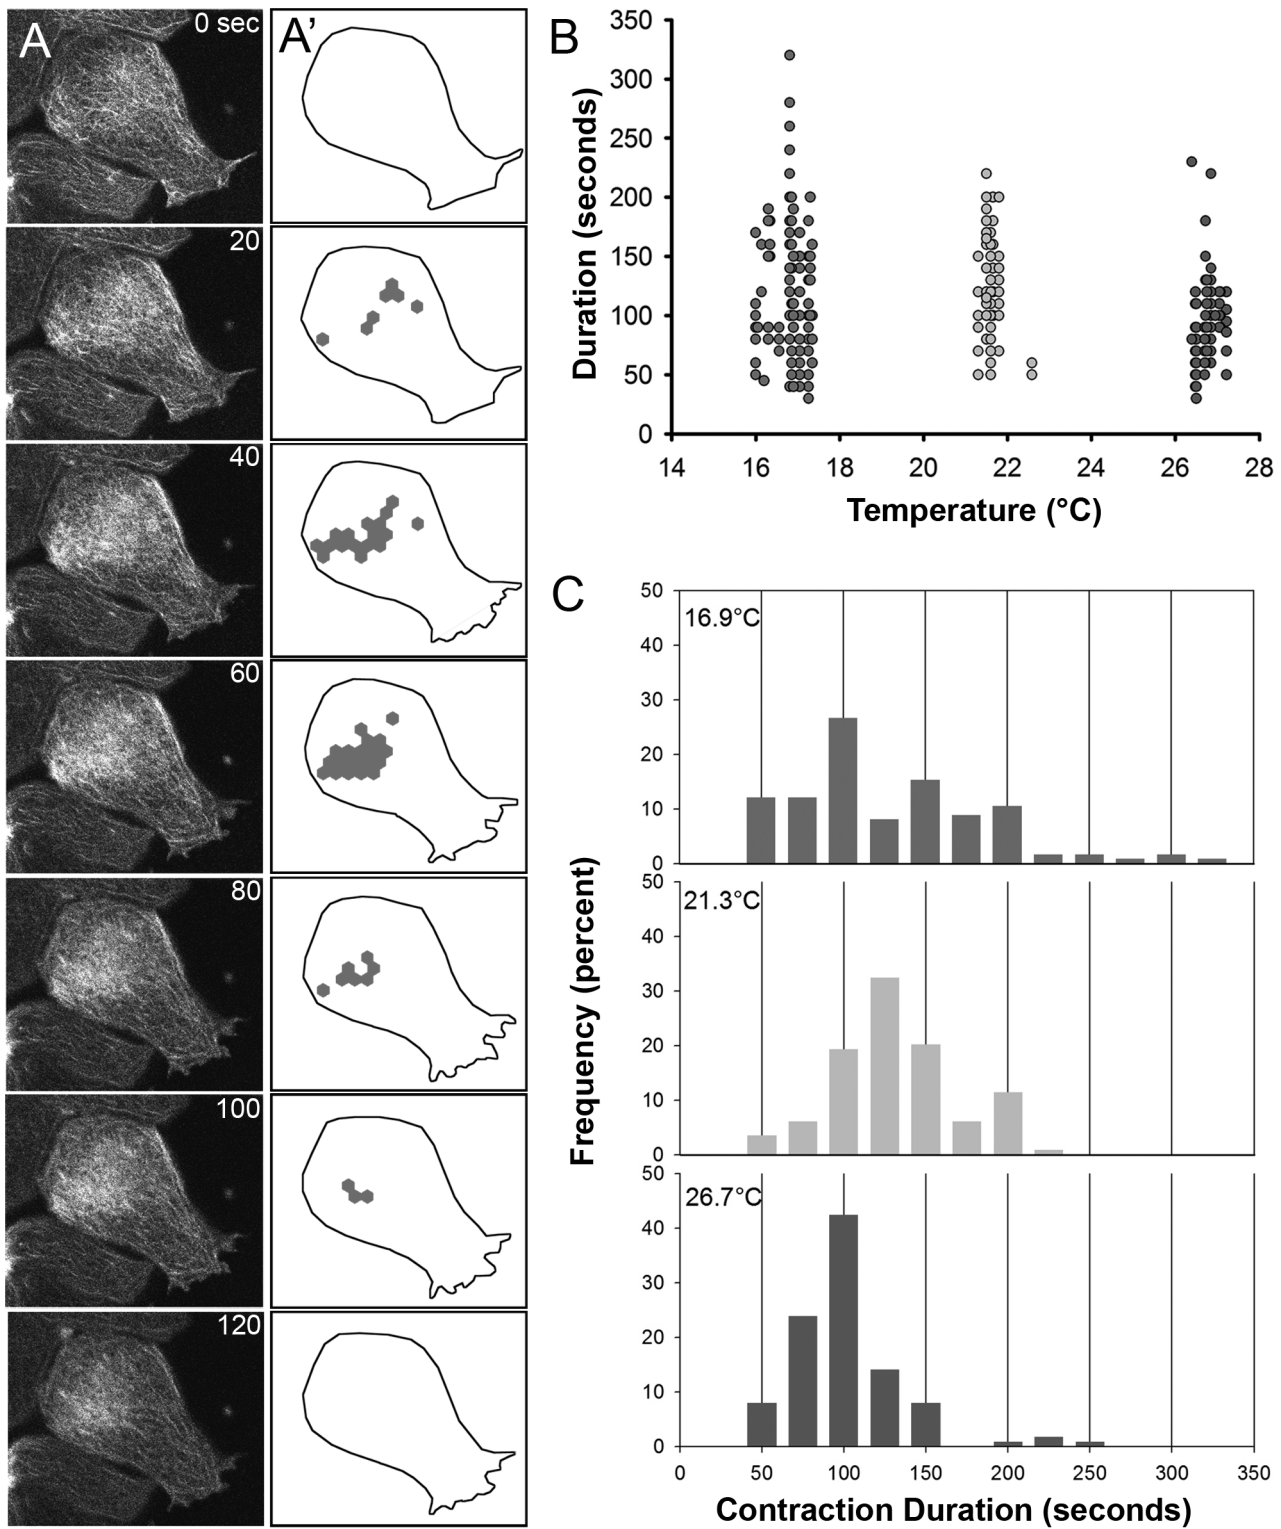 A
0 sec
20
40
60
80
100
120
A’
B
350
300
250
200
150
100
50
0
14 16 18 20 22 24 26 28
Duration (seconds)
Temperature (°C)
C
50
40
30
20
10
0
16.9°C
50
40
30
20
10
0
21.3°C
50
40
30
20
10
0
26.7°C
0 50 100 150 200 250 300 350
Frequency (percent)
Contraction Duration (seconds)